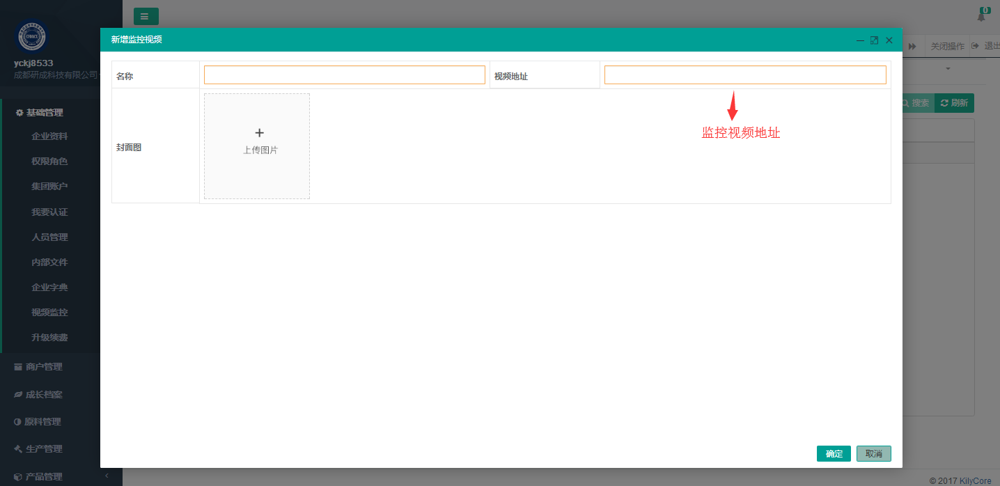 0
yckj8533
成都研成科技有限公司
新增监控视频
关闭操作
退出
名称
视频地址
搜索
刷新
监控视频地址
封面图
上传图片
基础管理
企业资料
权限角色
集团账户
我要认证
人员管理
内部文件
企业字典
视频监控
升级续费
商户管理
成长档案
原料管理
生产管理
产品管理
确定
取消
© 2017 KilyCore